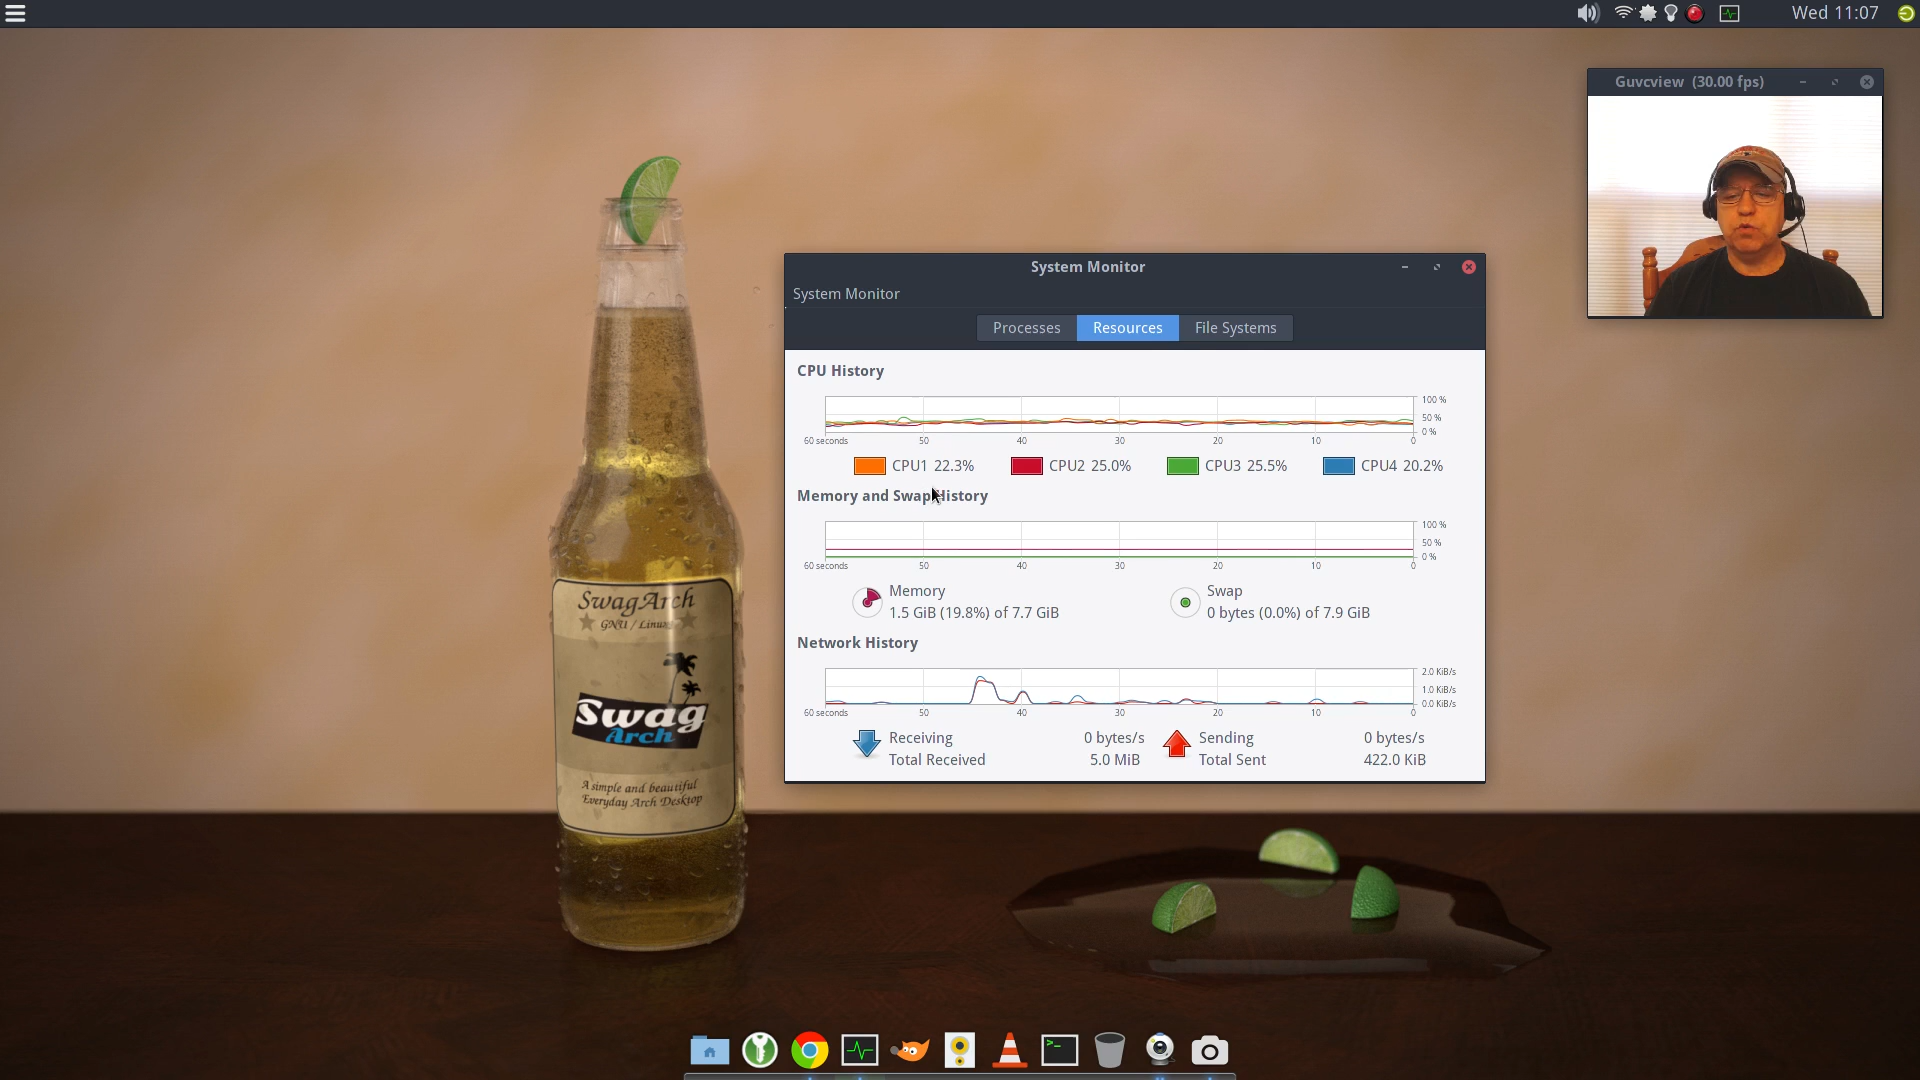 Wed 11:07
Guvcview (30.00 fps)
System Monitor
System Monitor
Processes Resources File Systems
CPU History
100 %
50 %
0 %
60 seconds 50 40 30 20 10 0
CPU1 22.3% CPU2 25.0% CPU3 25.5% CPU4 20.2%
Memory and Swap History
100 %
50 %
0 %
60 seconds 50 40 30 20 10 0
Memory
1.5 GiB (19.8%) of 7.7 GiB
Swap
0 bytes (0.0%) of 7.9 GiB
Network History
2.0 KiB/s
1.0 KiB/s
0.0 KiB/s
60 seconds 50 40 30 20 10 0
Receiving 0 bytes/s
Total Received 5.0 MiB
Sending 0 bytes/s
Total Sent 422.0 KiB
SwagArch
GNU / Linux
Swag
Arch
A simple and beautiful
Everyday Arch Desktop